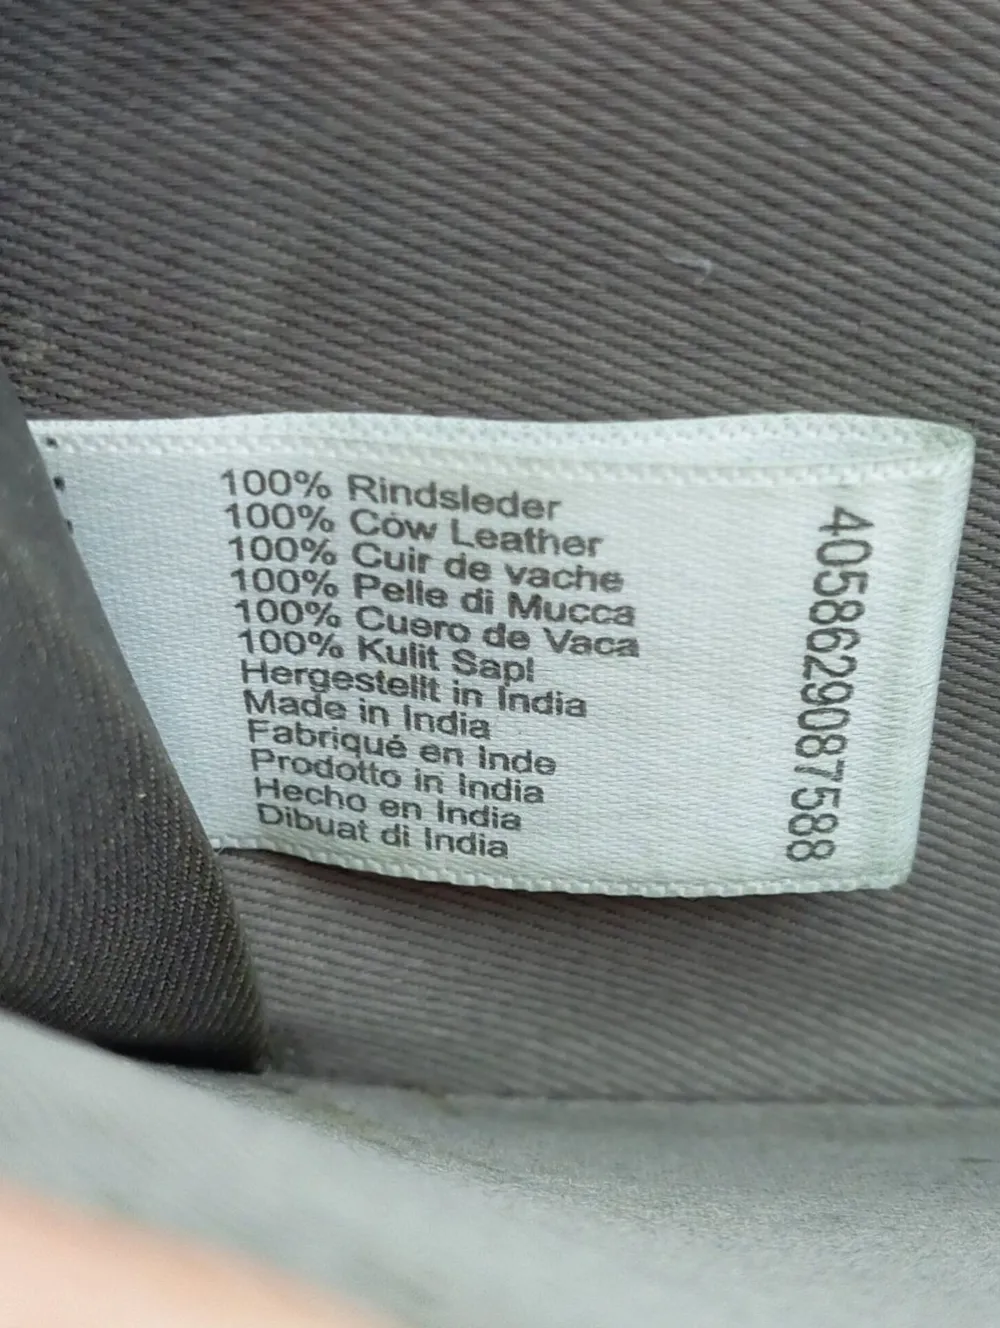 100% Rindsleder
100% Cow Leather
100% Cuir de vache
100% Pelle di Mucca
100% Cuero de Vaca
100% Kulit Sapl
Hergestellt in India
Made in India
Fabriqué en Inde
Prodotto in India
Hecho en India
Dibuat di India
4058629087588